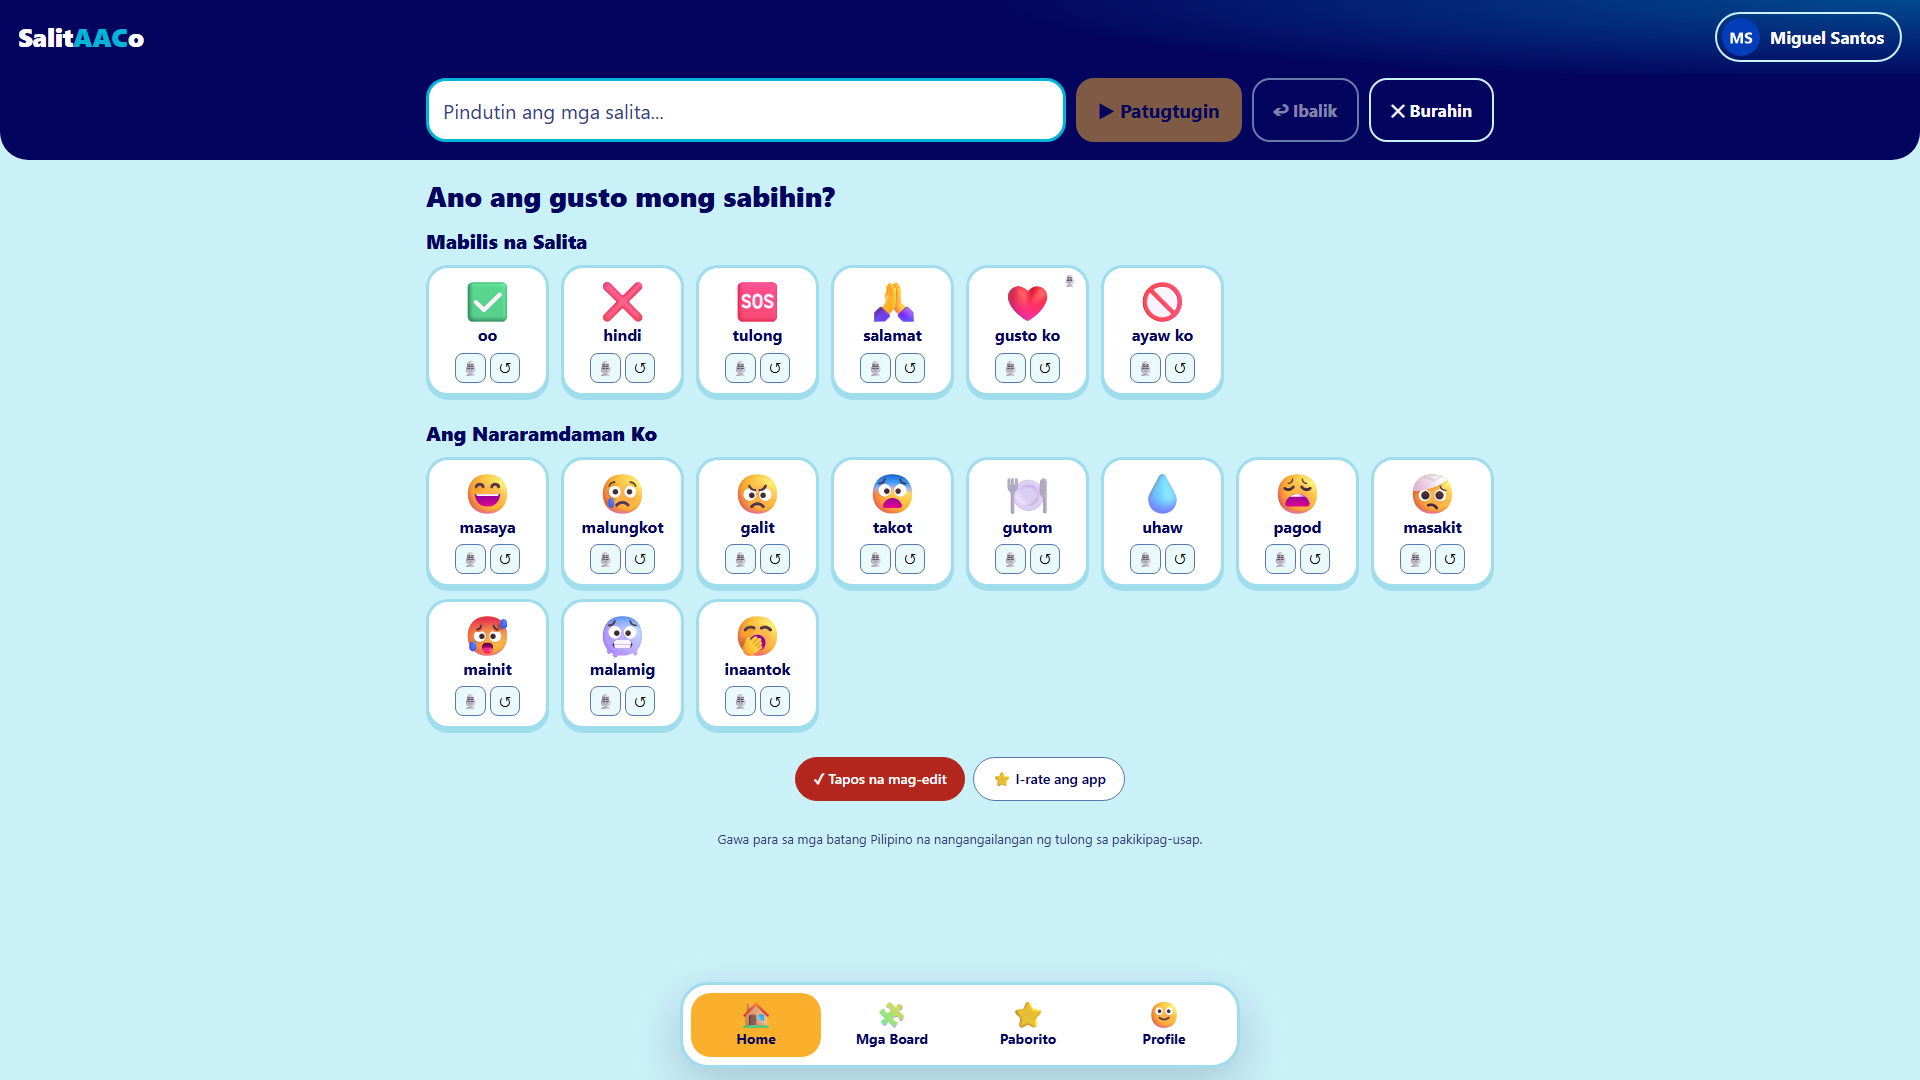 SalitAACo
MS Miguel Santos
Pindutin ang mga salita...
▶ Patugtugin
Ibalik
✕ Burahin
Ano ang gusto mong sabihin?
Mabilis na Salita
SOS
oo hindi tulong salamat gusto ko ayaw ko
Ang Nararamdaman Ko
masaya malungkot galit takot gutom uhaw pagod masakit
mainit malamig inaantok
✓ Tapos na mag-edit
I-rate ang app
Gawa para sa mga batang Pilipino na nangangailangan ng tulong sa pakikipag-usap.
Home Mga Board Paborito Profile